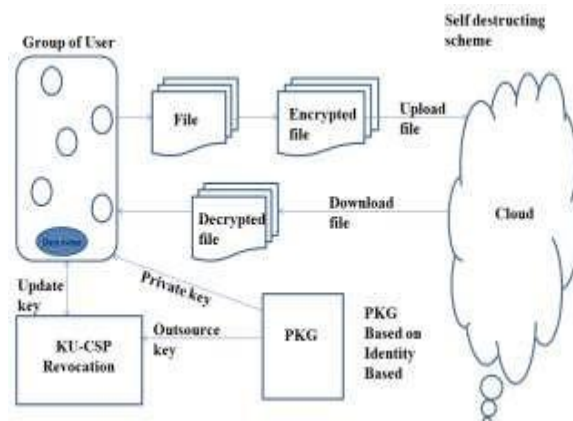 Self destructing
scheme
Group of User
File
Encrypted
file
Upload
file
Decrypted
file
Download
file
Cloud
Update
key
Private key
KU-CSP
Revocation
Outsource
key
PKG
PKG
Based on
Identity
Based